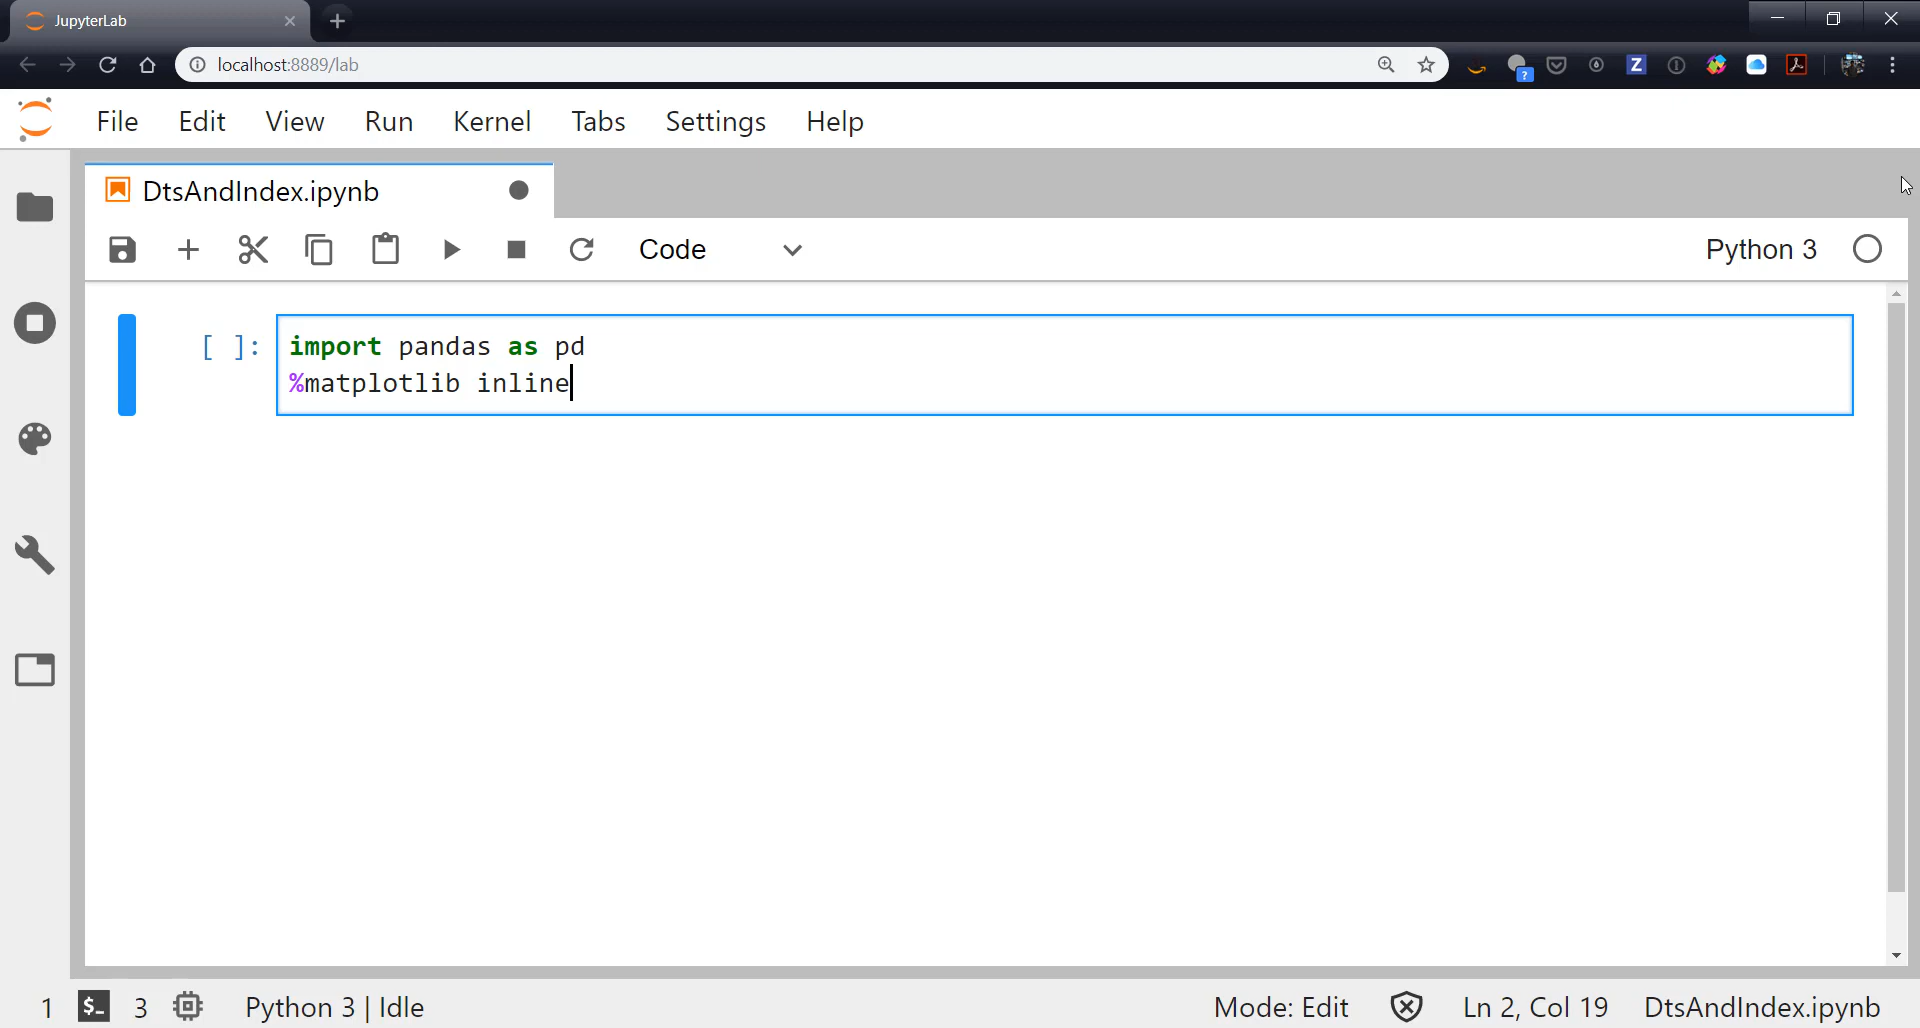 JupyterLab
localhost:8889/lab
?
Z
File Edit View Run Kernel Tabs Settings Help
DtsAndIndex.ipynb
Code
Python 3
[ ]:
import pandas as pd
%matplotlib inline
1 $_ 3 Python 3 | Idle
Mode: Edit Ln 2, Col 19 DtsAndIndex.ipynb